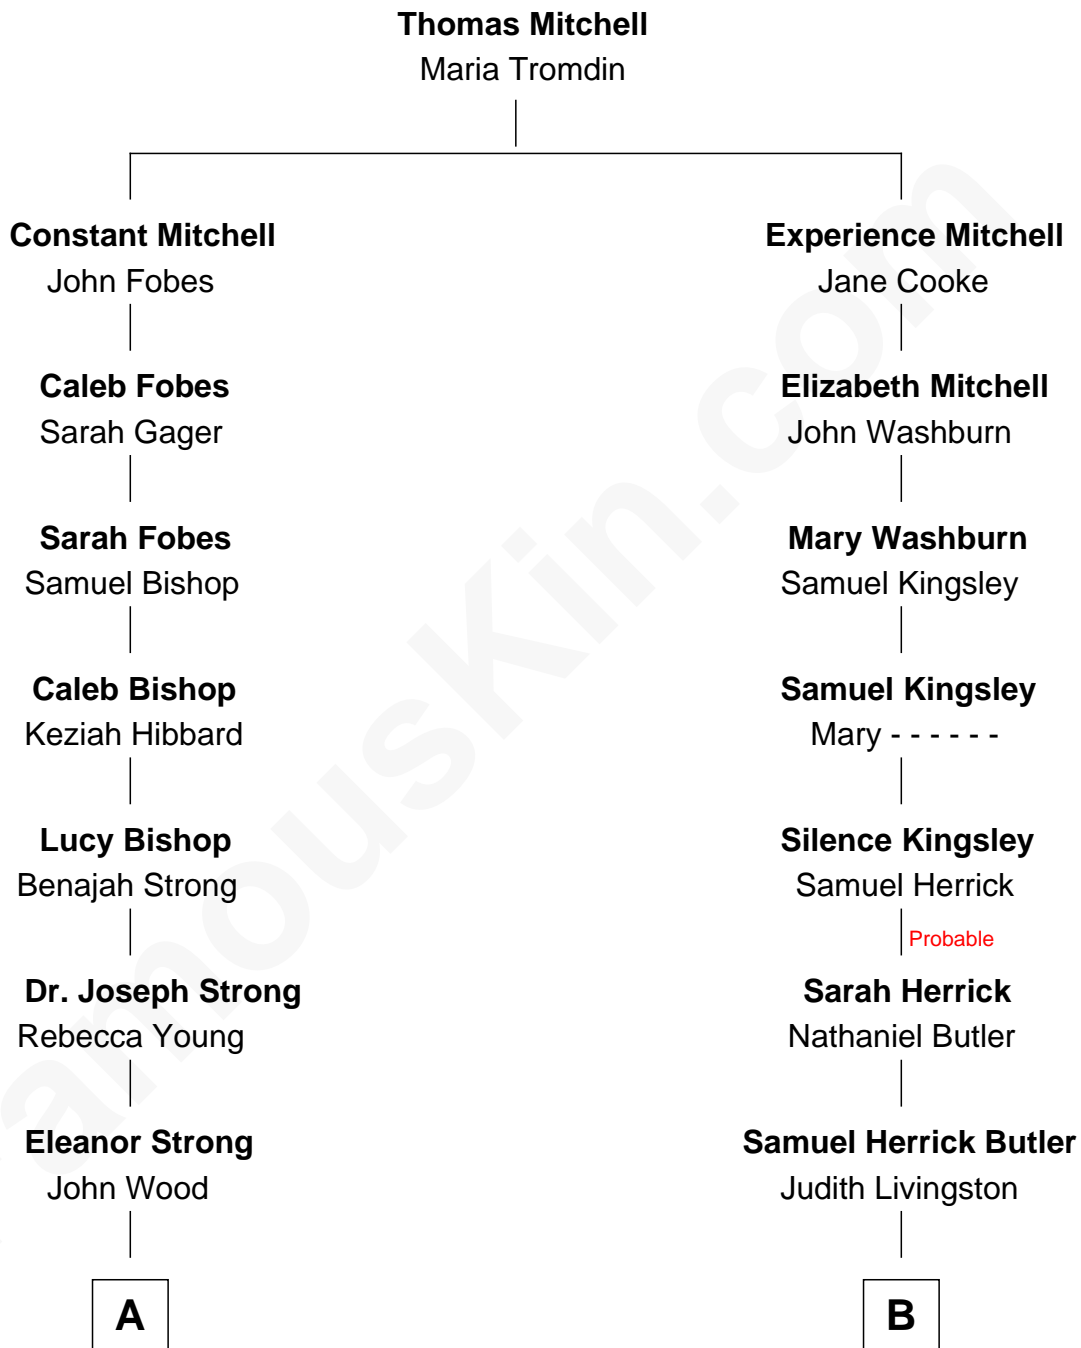 Thomas Mitchell
Maria Tromdin
Constant Mitchell
John Fobes
Caleb Fobes
Sarah Gager
Sarah Fobes
Samuel Bishop
Caleb Bishop
Keziah Hibbard
Lucy Bishop
Benajah Strong
Dr. Joseph Strong
Rebecca Young
Eleanor Strong
John Wood
A
Experience Mitchell
Jane Cooke
Elizabeth Mitchell
John Washburn
Mary Washburn
Samuel Kingsley
Samuel Kingsley
Mary - - - - - -
Silence Kingsley
Samuel Herrick
Probable
Sarah Herrick
Nathaniel Butler
Samuel Herrick Butler
Judith Livingston
B
amouskin.com